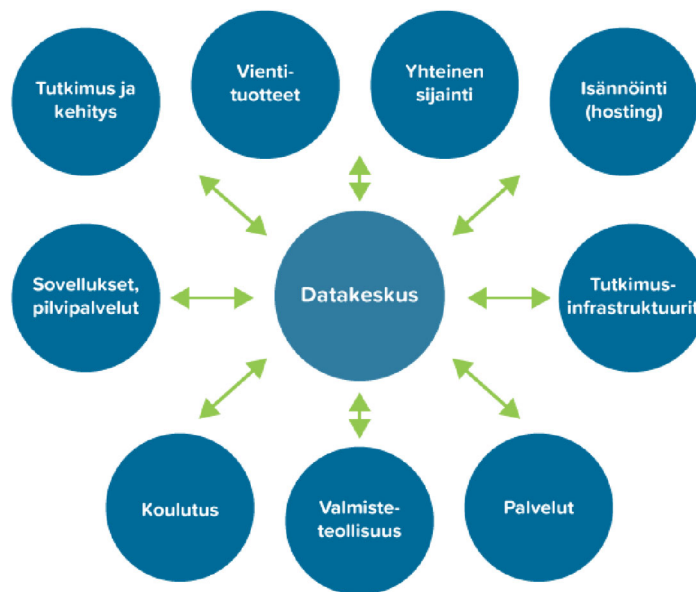 Tutkimus ja
kehitys
Vienti-
tuotteet
Yhteinen
sijainti
Isännöinti
(hosting)
Sovellukset,
pilvipalvelut
Datakeskus
Tutkimus-
infrastruktuurit
Koulutus
Valmiste-
teollisuus
Palvelut